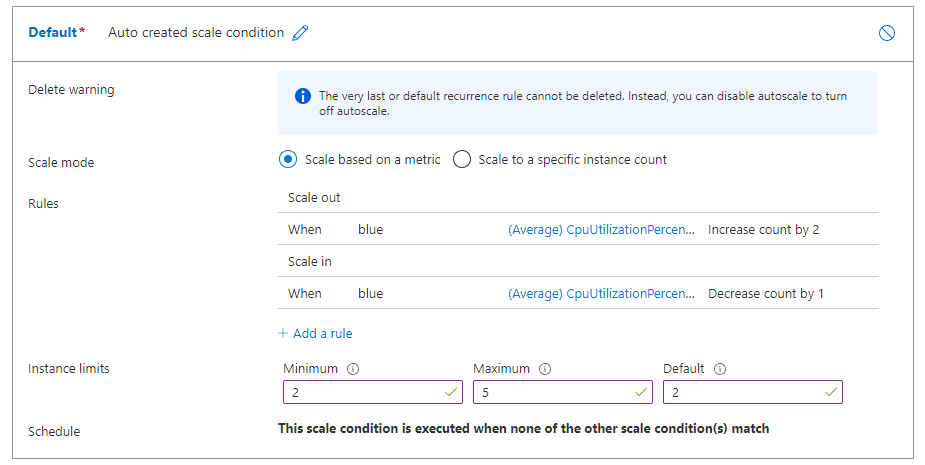 Default* Auto created scale condition
Delete warning
The very last or default recurrence rule cannot be deleted. Instead, you can disable autoscale to turn
off autoscale.
Scale mode
Scale based on a metric Scale to a specific instance count
Rules
Scale out
When blue (Average) CpuUtilizationPercen... Increase count by 2
Scale in
When blue (Average) CpuUtilizationPercen... Decrease count by 1
+ Add a rule
Instance limits
Minimum Maximum Default
2 5 2
Schedule
This scale condition is executed when none of the other scale condition(s) match